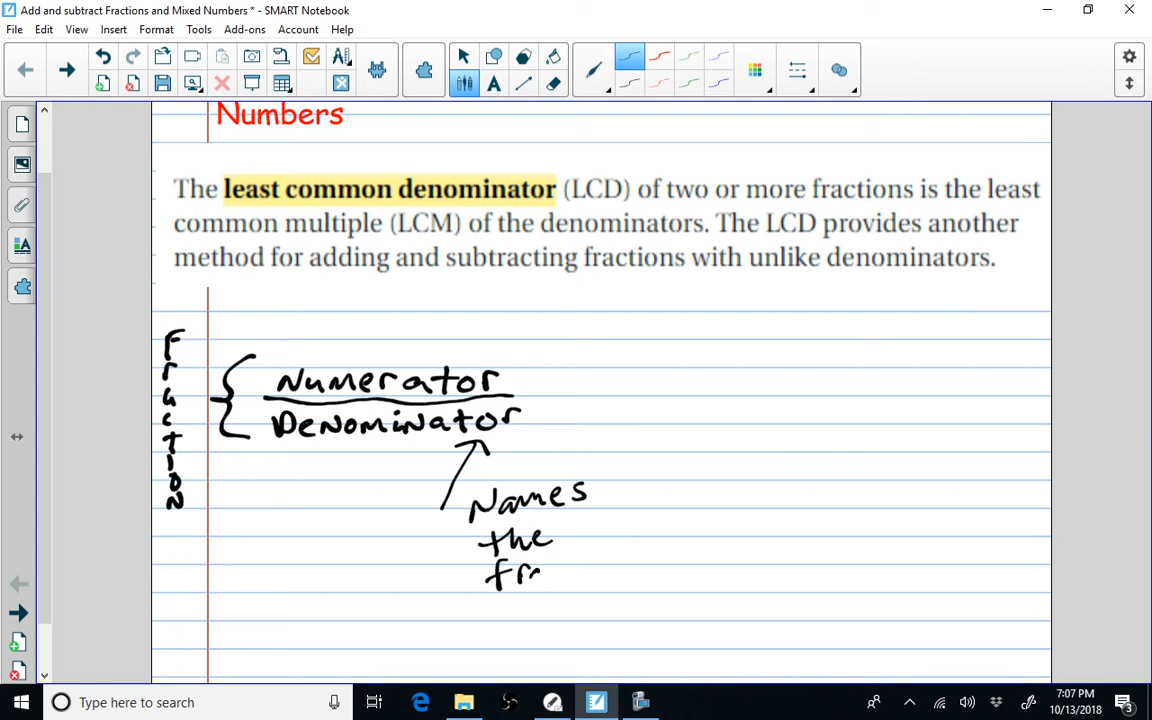 Add and subtract Fractions and Mixed Numbers * - SMART Notebook
File Edit View Insert Format Tools Add-ons Account Help
Numbers
The least common denominator (LCD) of two or more fractions is the least
common multiple (LCM) of the denominators. The LCD provides another
method for adding and subtracting fractions with unlike denominators.
Fraction
Numerator
Denominator
Names
the
fr
Type here to search
7:07 PM
10/13/2018
3